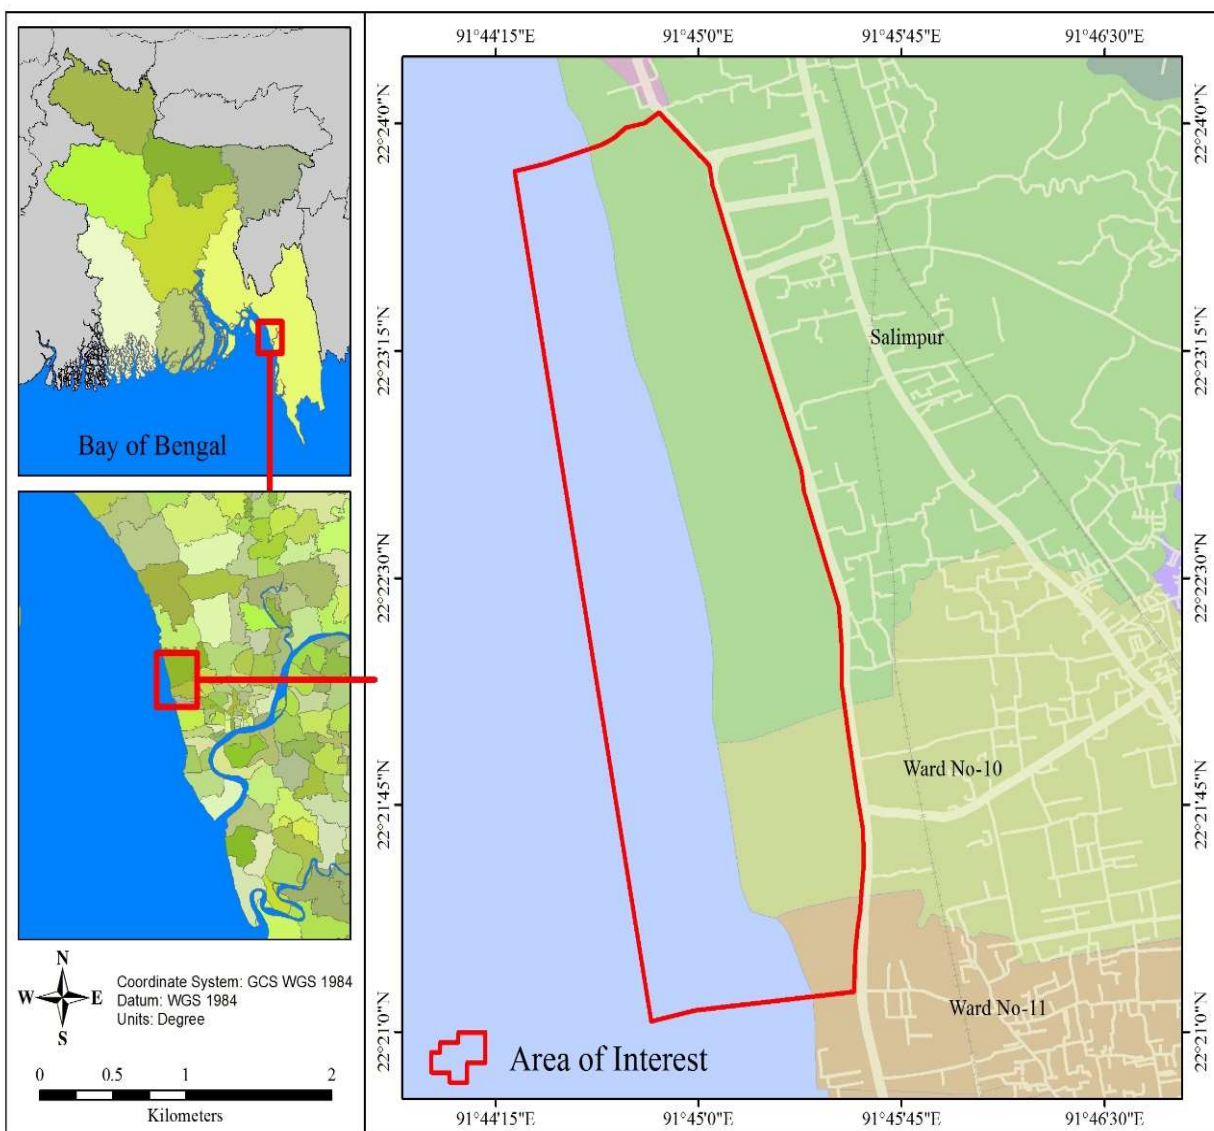 91°44'15"E 91°45'0"E 91°45'45"E 91°46'30"E
22°24'0"N 22°24'0"N
22°23'15"N 22°23'15"N
22°22'30"N 22°22'30"N
22°21'45"N 22°21'45"N
22°21'0"N 22°21'0"N
Bay of Bengal
Salimpur
Ward No-10
Ward No-11
N
W E
S
Coordinate System: GCS WGS 1984
Datum: WGS 1984
Units: Degree
0 0.5 1 2
Kilometers
Area of Interest
91°44'15"E 91°45'0"E 91°45'45"E 91°46'30"E